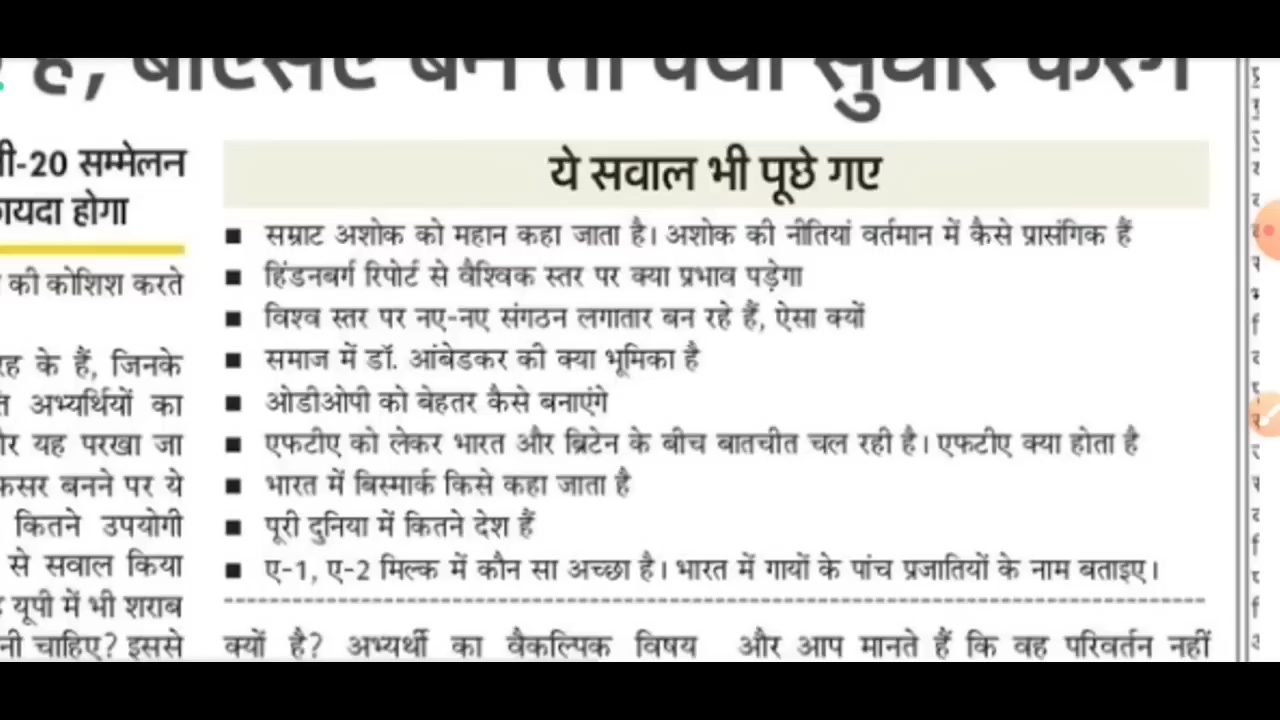 है, बीएसए बने तो क्या सुधार करेंगे
-20 सम्मेलन
होगा
ये सवाल भी पूछे गए
■ सम्राट अशोक को महान कहा जाता है। अशोक की नीतियां वर्तमान में कैसे प्रासंगिक हैं
■ हिंडनबर्ग रिपोर्ट से वैश्विक स्तर पर क्या प्रभाव पड़ेगा
■ विश्व स्तर पर नए-नए संगठन लगातार बन रहे हैं, ऐसा क्यों
■ समाज में डॉ. आंबेडकर की क्या भूमिका है
■ ओडीओपी को बेहतर कैसे बनाएंगे
■ एफटीए को लेकर भारत और ब्रिटेन के बीच बातचीत चल रही है। एफटीए क्या होता है
■ भारत में बिस्मार्क किसे कहा जाता है
■ पूरी दुनिया में कितने देश हैं
■ ए-1, ए-2 मिल्क में कौन सा अच्छा है। भारत में गायों के पांच प्रजातियों के नाम बताइए।
की कोशिश करते
के हैं, जिनके
अभ्यर्थियों का
यह परखा जा
बनने पर ये
कितने उपयोगी
से सवाल किया
यूपी में भी शराब
चाहिए? इससे
क्यों है? अभ्यर्थी का वैकल्पिक विषय
और आप मानते हैं कि वह परिवर्तन नहीं